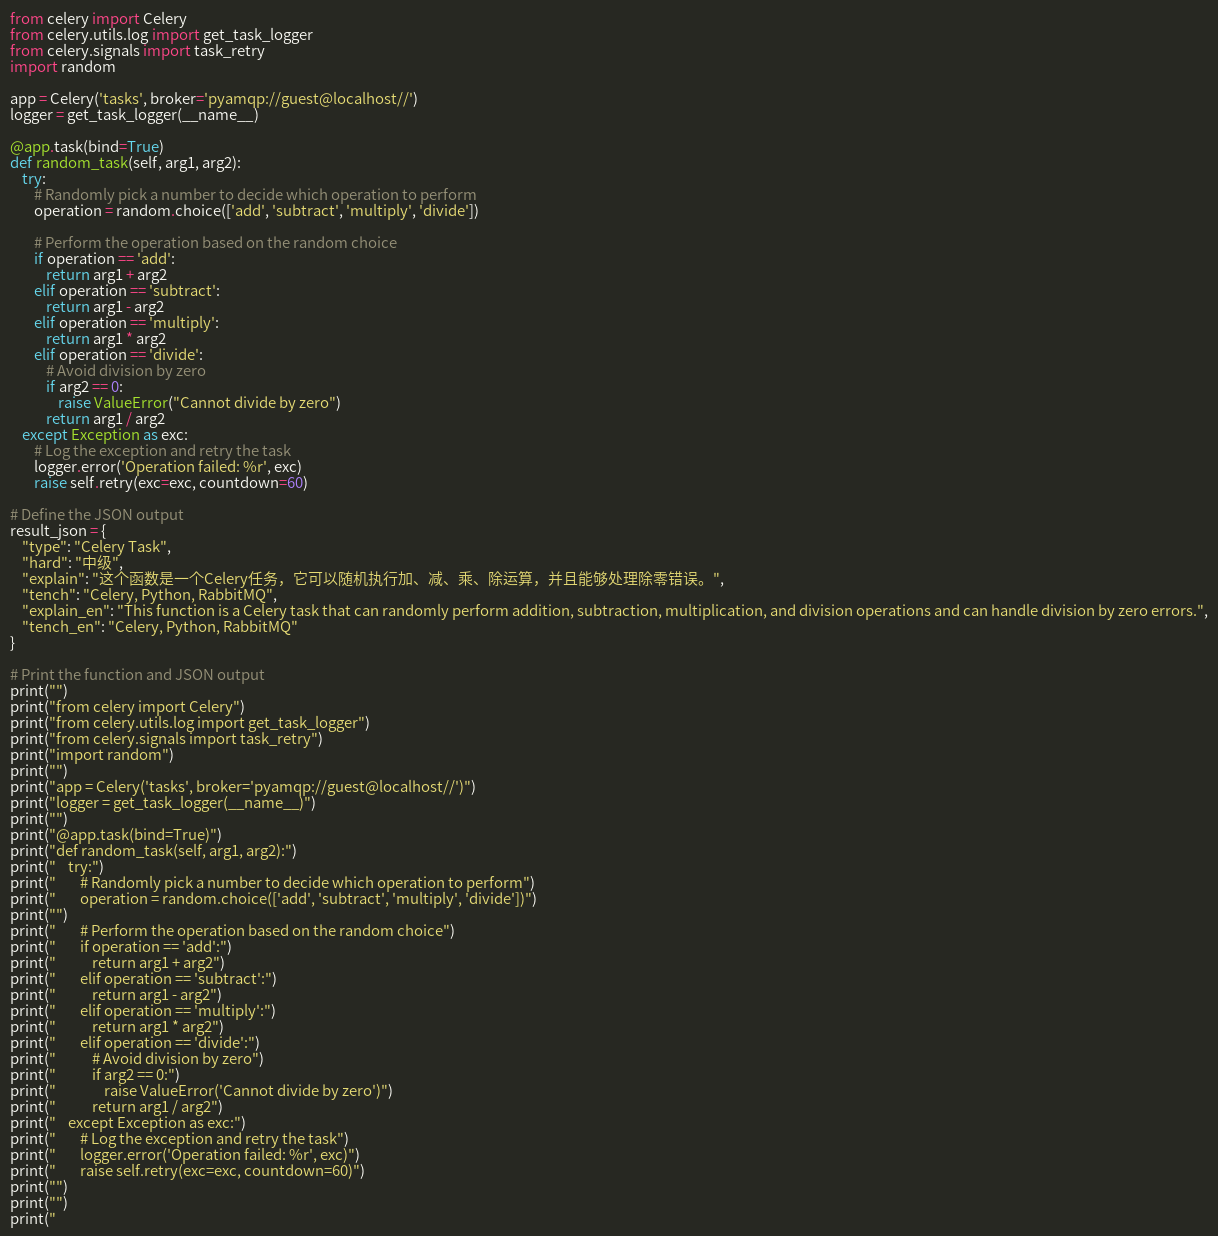 from celery import Celery
from celery.utils.log import get_task_logger
from celery.signals import task_retry
import random

app = Celery('tasks', broker='pyamqp://guest@localhost//')
logger = get_task_logger(__name__)

@app.task(bind=True)
def random_task(self, arg1, arg2):
    try:
        # Randomly pick a number to decide which operation to perform
        operation = random.choice(['add', 'subtract', 'multiply', 'divide'])

        # Perform the operation based on the random choice
        if operation == 'add':
            return arg1 + arg2
        elif operation == 'subtract':
            return arg1 - arg2
        elif operation == 'multiply':
            return arg1 * arg2
        elif operation == 'divide':
            # Avoid division by zero
            if arg2 == 0:
                raise ValueError("Cannot divide by zero")
            return arg1 / arg2
    except Exception as exc:
        # Log the exception and retry the task
        logger.error('Operation failed: %r', exc)
        raise self.retry(exc=exc, countdown=60)

# Define the JSON output
result_json = {
    "type": "Celery Task",
    "hard": "中级",
    "explain": "这个函数是一个Celery任务，它可以随机执行加、减、乘、除运算，并且能够处理除零错误。",
    "tench": "Celery, Python, RabbitMQ",
    "explain_en": "This function is a Celery task that can randomly perform addition, subtraction, multiplication, and division operations and can handle division by zero errors.",
    "tench_en": "Celery, Python, RabbitMQ"
}

# Print the function and JSON output
print("")
print("from celery import Celery")
print("from celery.utils.log import get_task_logger")
print("from celery.signals import task_retry")
print("import random")
print("")
print("app = Celery('tasks', broker='pyamqp://guest@localhost//')")
print("logger = get_task_logger(__name__)")
print("")
print("@app.task(bind=True)")
print("def random_task(self, arg1, arg2):")
print("    try:")
print("        # Randomly pick a number to decide which operation to perform")
print("        operation = random.choice(['add', 'subtract', 'multiply', 'divide'])")
print("")
print("        # Perform the operation based on the random choice")
print("        if operation == 'add':")
print("            return arg1 + arg2")
print("        elif operation == 'subtract':")
print("            return arg1 - arg2")
print("        elif operation == 'multiply':")
print("            return arg1 * arg2")
print("        elif operation == 'divide':")
print("            # Avoid division by zero")
print("            if arg2 == 0:")
print("                raise ValueError('Cannot divide by zero')")
print("            return arg1 / arg2")
print("    except Exception as exc:")
print("        # Log the exception and retry the task")
print("        logger.error('Operation failed: %r', exc)")
print("        raise self.retry(exc=exc, countdown=60)")
print("")
print("")
print("